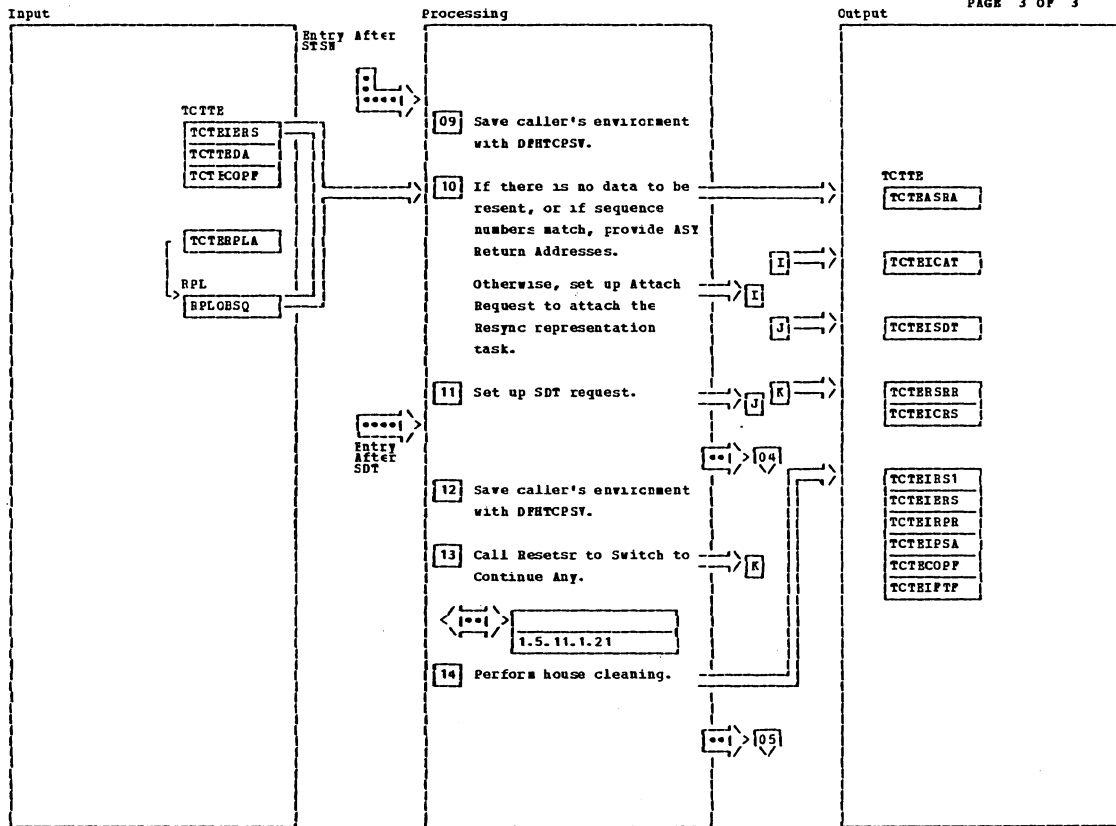 PAGE 3 OF 3
Input
Processing
Output
Entry After
STSN
TCTTE
TCTEIERS
TCTTEDA
TCTECOPF
TCTERPLA
RPL
RPLOBSQ
09 Save caller's envirorment
with DFHTCPSV.
10 If there is no data to be
resent, or if sequence
numbers match, provide ASY
Return Addresses.
Otherwise, set up Attach
Request to attach the
Resync representation
task.
I
11 Set up SDT request.
J
04
Entry
After
SDT
12 Save caller's envircnment
with DFHTCPSV.
13 Call Resetsr to Switch to
Continue Any.
K
1.5.11.1.21
14 Perform house cleaning.
05
TCTTE
TCTEASRA
I
TCTEICAT
J
TCTEISDT
K
TCTERSRR
TCTEICRS
TCTEIRS1
TCTEIERS
TCTEIRPR
TCTEIPSA
TCTECOPF
TCTEIFTF